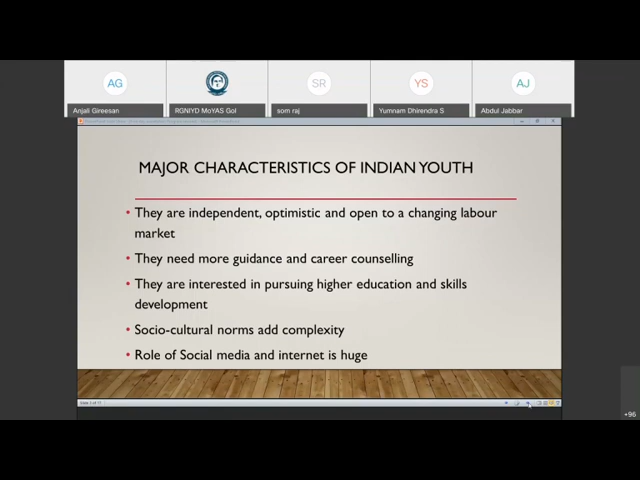 AG
SR
YS
AJ
Anjali Gireesan
RGNIYD MoYAS GoI
som raj
Yumnam Dhirendra S
Abdul Jabbar
MAJOR CHARACTERISTICS OF INDIAN YOUTH
• They are independent, optimistic and open to a changing labour
market
• They need more guidance and career counselling
• They are interested in pursuing higher education and skills
development
• Socio-cultural norms add complexity
• Role of Social media and internet is huge
+96